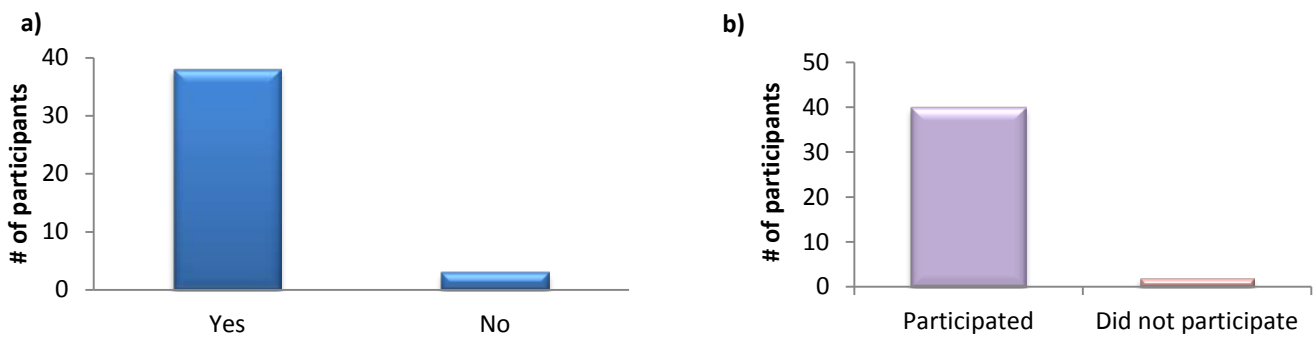 a)
# of participants
40
30
20
10
0
Yes No
b)
# of participants
50
40
30
20
10
0
Participated Did not participate